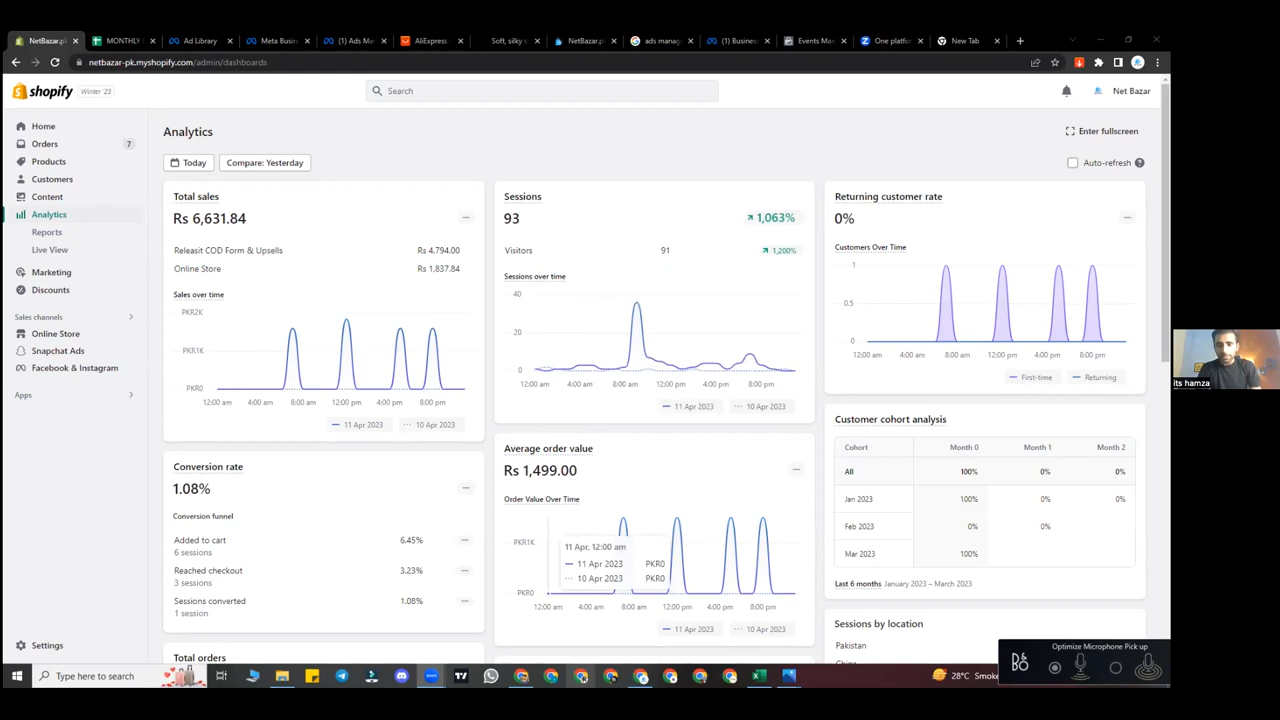 NetBazar.p
MONTHLY
Ad Library
Meta Busin
(1) Ads Ma
AliExpress
Soft, silky s
NetBazar.p
ads manag
(1) Business
Events Man
One platfo
New Tab
netbazar-pk.myshopify.com/admin/dashboards
shopify
Winter '23
Search
Net Bazar
Home
Orders
7
Products
Customers
Content
Analytics
Reports
Live View
Marketing
Discounts
Sales channels
Online Store
Snapchat Ads
Facebook & Instagram
Apps
Settings
Analytics
Enter fullscreen
Today
Compare: Yesterday
Auto-refresh
Total sales
Rs 6,631.84
Releasit COD Form & Upsells Rs 4,794.00
Online Store Rs 1,837.84
Sales over time
PKR2K
PKR1K
PKR0
12:00 am 4:00 am 8:00 am 12:00 pm 4:00 pm 8:00 pm
11 Apr 2023 10 Apr 2023
Conversion rate
1.08%
Conversion funnel
Added to cart 6.45%
6 sessions
Reached checkout 3.23%
3 sessions
Sessions converted 1.08%
1 session
Total orders
Sessions
93 1,063%
Visitors 91 1,200%
Sessions over time
40
20
0
12:00 am 4:00 am 8:00 am 12:00 pm 4:00 pm 8:00 pm
11 Apr 2023 10 Apr 2023
Average order value
Rs 1,499.00
Order Value Over Time
PKR1K
PKR0
11 Apr, 12:00 am
11 Apr 2023 PKR0
10 Apr 2023 PKR0
12:00 am 4:00 am 8:00 am 12:00 pm 4:00 pm 8:00 pm
11 Apr 2023 10 Apr 2023
Returning customer rate
0%
Customers Over Time
1
0.5
0
12:00 am 4:00 am 8:00 am 12:00 pm 4:00 pm 8:00 pm
First-time Returning
Customer cohort analysis
Cohort Month 0 Month 1 Month 2
All 100% 0% 0%
Jan 2023 100% 0% 0%
Feb 2023 0% 0%
Mar 2023 100%
Last 6 months January 2023 – March 2023
Sessions by location
Pakistan
China
Optimize Microphone Pick up
B&O
its hamza
Type here to search
28°C Smoke